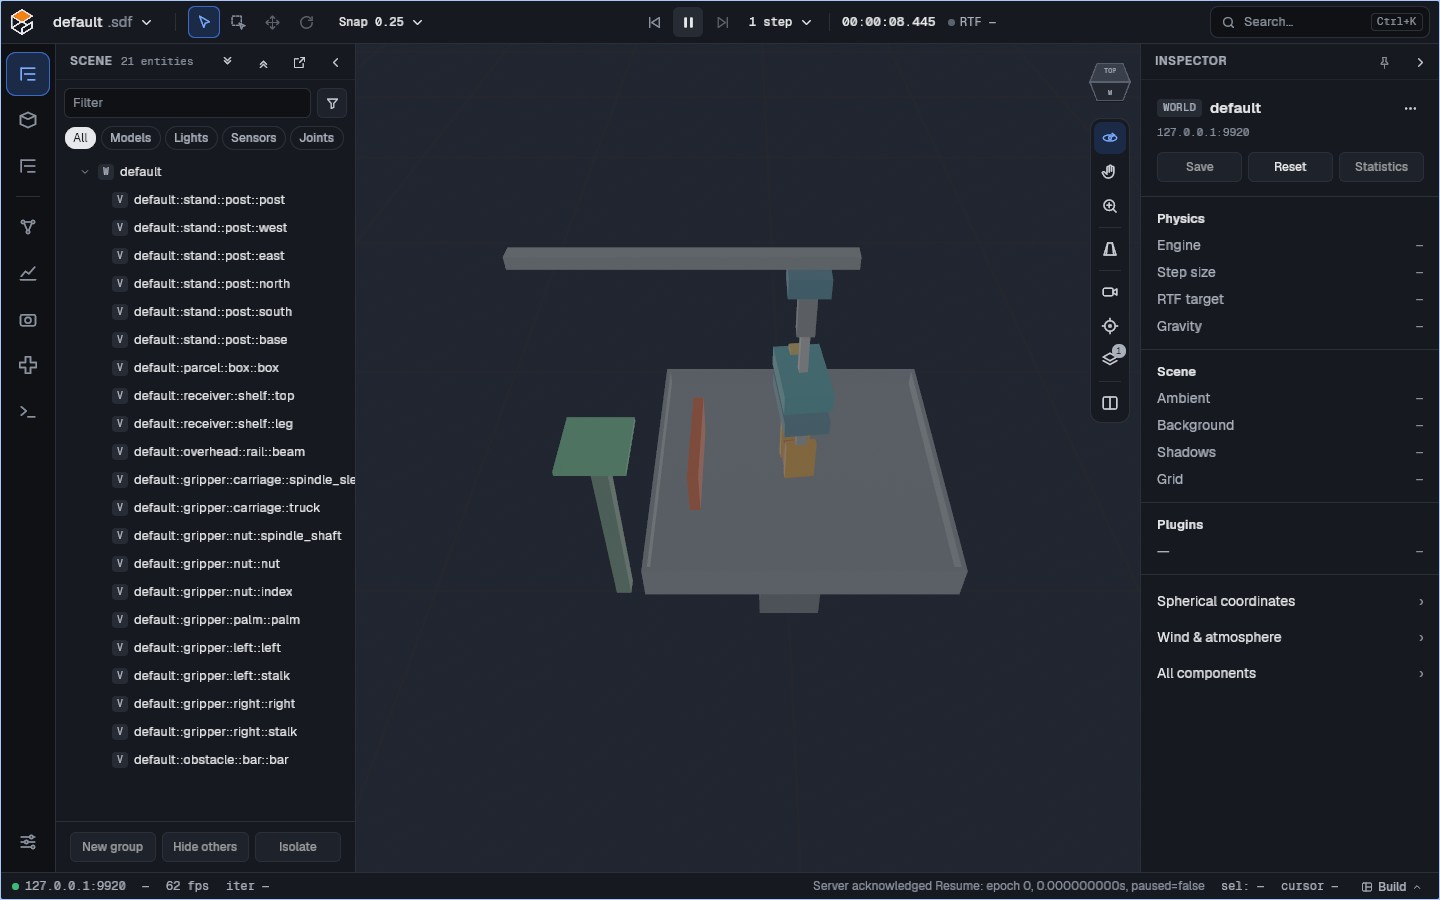 default .sdf
Snap 0.25
1 step
00:00:08.445
RTF –
Search…
Ctrl+K
SCENE 21 entities
Filter
All
Models
Lights
Sensors
Joints
W default
V default::stand::post::post
V default::stand::post::west
V default::stand::post::east
V default::stand::post::north
V default::stand::post::south
V default::stand::post::base
V default::parcel::box::box
V default::receiver::shelf::top
V default::receiver::shelf::leg
V default::overhead::rail::beam
V default::gripper::carriage::spindle_sle
V default::gripper::carriage::truck
V default::gripper::nut::spindle_shaft
V default::gripper::nut::nut
V default::gripper::nut::index
V default::gripper::palm::palm
V default::gripper::left::left
V default::gripper::left::stalk
V default::gripper::right::right
V default::gripper::right::stalk
V default::obstacle::bar::bar
New group
Hide others
Isolate
TOP
1
INSPECTOR
WORLD default
127.0.0.1:9920
Save
Reset
Statistics
Physics
Engine –
Step size –
RTF target –
Gravity –
Scene
Ambient –
Background –
Shadows –
Grid –
Plugins
— –
Spherical coordinates
Wind & atmosphere
All components
127.0.0.1:9920 – 62 fps iter –
Server acknowledged Resume: epoch 0, 0.000000000s, paused=false
sel: –
cursor –
Build